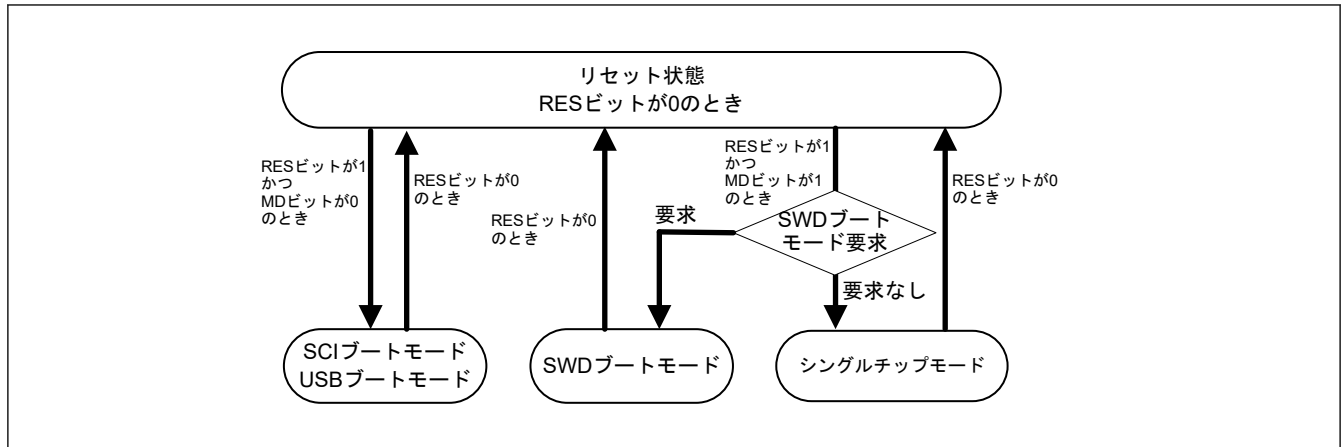 リセット状態
RESビットが0のとき
RESビットが1
かつ
MDビットが0
のとき
RESビットが0
のとき
RESビットが0
のとき
RESビットが1
かつ
MDビットが1
のとき
RESビットが0
のとき
要求
SWDブート
モード要求
要求なし
SCIブートモード
USBブートモード
SWDブートモード
シングルチップモード